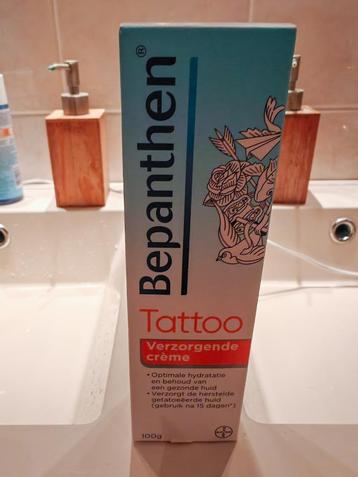 Bepanthen®
Tattoo
Verzorgende
crème
• Optimale hydratatie
en behoud van
een gezonde huid
• Verzorgt de herstelde
getatoeëerde huid
(gebruik na 15 dagen*)
100g
BAYER